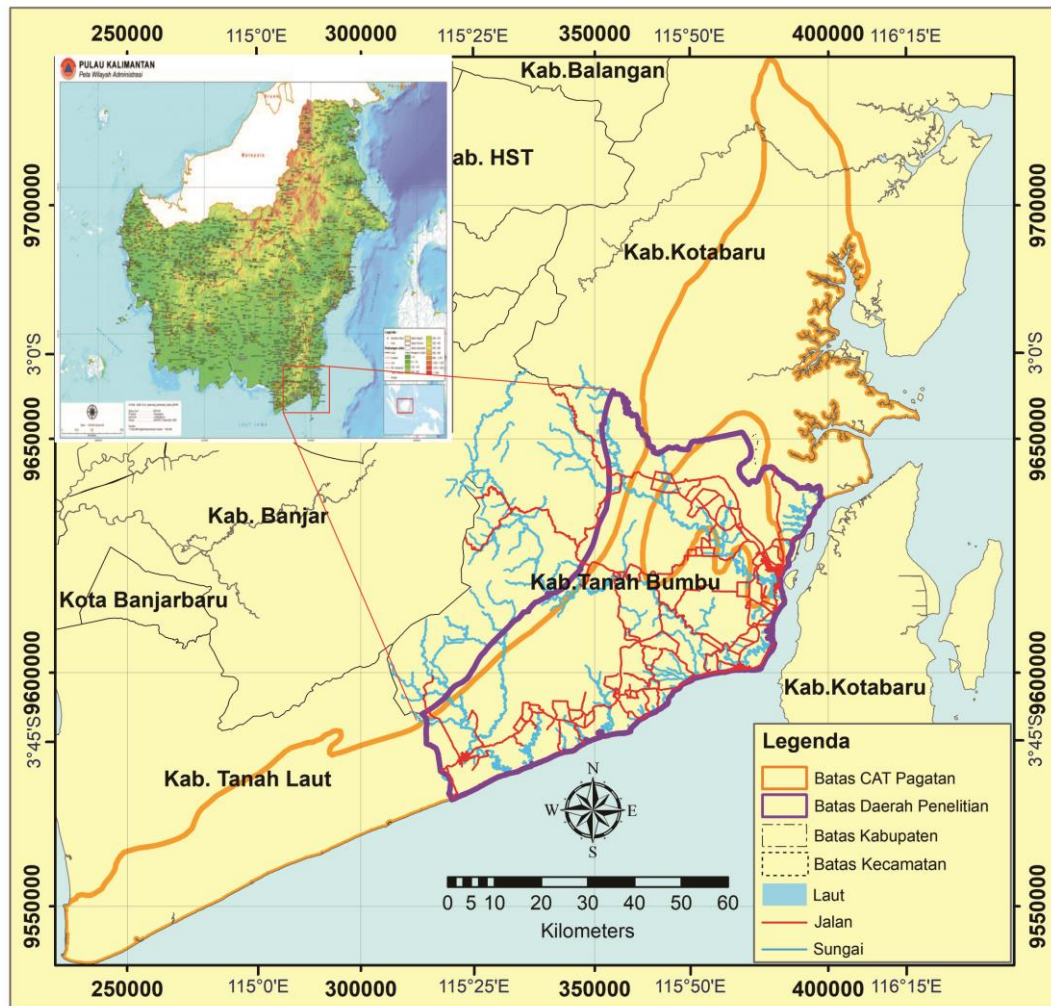 250000 115°0'E 300000 115°25'E 350000 115°50'E 400000 116°15'E
PULAU KALIMANTAN
Peta Wilayah Administrasi
Malaysia
Kab.Balangan
ab. HST
9700000
9700000
Kab.Kotabaru
3°0'S
3°0'S
9650000
9650000
Kab. Banjar
Kab.Tanah Bumbu
Kota Banjarbaru
9600000
9600000
Kab.Kotabaru
3°45'S
3°45'S
Kab. Tanah Laut
Legenda
Batas CAT Pagatan
Batas Daerah Penelitian
Batas Kabupaten
Batas Kecamatan
Laut
Jalan
Sungai
N
W E
S
0 5 10 20 30 40 50 60
Kilometers
9550000
9550000
250000 115°0'E 300000 115°25'E 350000 115°50'E 400000 116°15'E